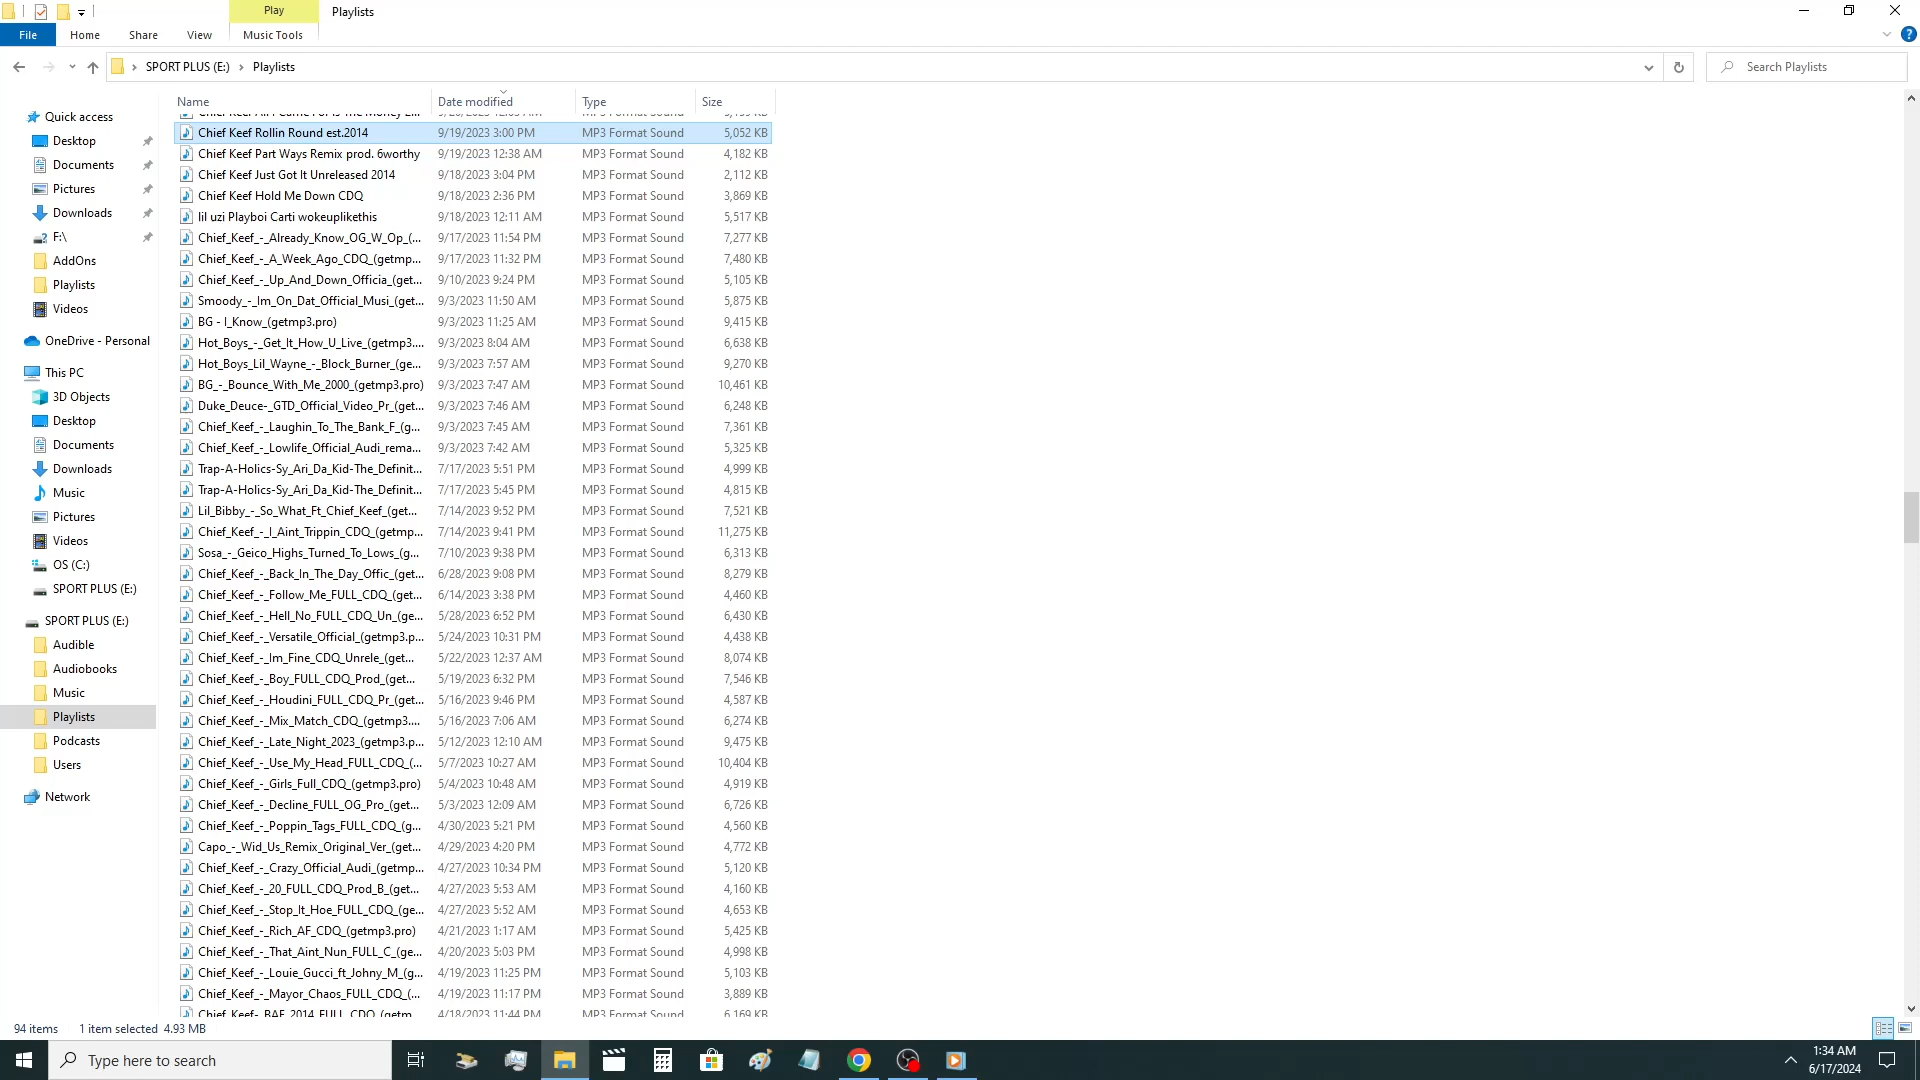 Play
Playlists
File
Home
Share
View
Music Tools
SPORT PLUS (E:)
Playlists
Search Playlists
Name
Date modified
Type
Size
Quick access
Desktop
Documents
Pictures
Downloads
F:\
AddOns
Playlists
Videos
OneDrive - Personal
This PC
3D Objects
Desktop
Documents
Downloads
Music
Pictures
Videos
OS (C:)
SPORT PLUS (E:)
SPORT PLUS (E:)
Audible
Audiobooks
Music
Playlists
Podcasts
Users
Network
Chief Keef Rollin Round est.2014 9/19/2023 3:00 PM MP3 Format Sound 5,052 KB
Chief Keef Part Ways Remix prod. 6worthy 9/19/2023 12:38 AM MP3 Format Sound 4,182 KB
Chief Keef Just Got It Unreleased 2014 9/18/2023 3:04 PM MP3 Format Sound 2,112 KB
Chief Keef Hold Me Down CDQ 9/18/2023 2:36 PM MP3 Format Sound 3,869 KB
lil uzi Playboi Carti wokeuplikethis 9/18/2023 12:11 AM MP3 Format Sound 5,517 KB
Chief_Keef_-_Already_Know_OG_W_Op_(... 9/17/2023 11:54 PM MP3 Format Sound 7,277 KB
Chief_Keef_-_A_Week_Ago_CDQ_(getmp... 9/17/2023 11:32 PM MP3 Format Sound 7,480 KB
Chief_Keef_-_Up_And_Down_Officia_(get... 9/10/2023 9:24 PM MP3 Format Sound 5,105 KB
Smoody_-_Im_On_Dat_Official_Musi_(get... 9/3/2023 11:50 AM MP3 Format Sound 5,875 KB
BG - I_Know_(getmp3.pro) 9/3/2023 11:25 AM MP3 Format Sound 9,415 KB
Hot_Boys_-_Get_It_How_U_Live_(getmp3.... 9/3/2023 8:04 AM MP3 Format Sound 6,638 KB
Hot_Boys_Lil_Wayne_-_Block_Burner_(ge... 9/3/2023 7:57 AM MP3 Format Sound 9,270 KB
BG_-_Bounce_With_Me_2000_(getmp3.pro) 9/3/2023 7:47 AM MP3 Format Sound 10,461 KB
Duke_Deuce-_GTD_Official_Video_Pr_(get... 9/3/2023 7:46 AM MP3 Format Sound 6,248 KB
Chief_Keef_-_Laughin_To_The_Bank_F_(g... 9/3/2023 7:45 AM MP3 Format Sound 7,361 KB
Chief_Keef_-_Lowlife_Official_Audi_rema... 9/3/2023 7:42 AM MP3 Format Sound 5,325 KB
Trap-A-Holics-Sy_Ari_Da_Kid-The_Definit... 7/17/2023 5:51 PM MP3 Format Sound 4,999 KB
Trap-A-Holics-Sy_Ari_Da_Kid-The_Definit... 7/17/2023 5:45 PM MP3 Format Sound 4,815 KB
Lil_Bibby_-_So_What_Ft_Chief_Keef_(get... 7/14/2023 9:52 PM MP3 Format Sound 7,521 KB
Chief_Keef_-_I_Aint_Trippin_CDQ_(getmp... 7/14/2023 9:41 PM MP3 Format Sound 11,275 KB
Sosa_-_Geico_Highs_Turned_To_Lows_(g... 7/10/2023 9:38 PM MP3 Format Sound 6,313 KB
Chief_Keef_-_Back_In_The_Day_Offic_(get... 6/28/2023 9:08 PM MP3 Format Sound 8,279 KB
Chief_Keef_-_Follow_Me_FULL_CDQ_(get... 6/14/2023 3:38 PM MP3 Format Sound 4,460 KB
Chief_Keef_-_Hell_No_FULL_CDQ_Un_(ge... 5/28/2023 6:52 PM MP3 Format Sound 6,430 KB
Chief_Keef_-_Versatile_Official_(getmp3.p... 5/24/2023 10:31 PM MP3 Format Sound 4,438 KB
Chief_Keef_-_Im_Fine_CDQ_Unrele_(get... 5/22/2023 12:37 AM MP3 Format Sound 8,074 KB
Chief_Keef_-_Boy_FULL_CDQ_Prod_(get... 5/19/2023 6:32 PM MP3 Format Sound 7,546 KB
Chief_Keef_-_Houdini_FULL_CDQ_Pr_(get... 5/16/2023 9:46 PM MP3 Format Sound 4,587 KB
Chief_Keef_-_Mix_Match_CDQ_(getmp3.... 5/16/2023 7:06 AM MP3 Format Sound 6,274 KB
Chief_Keef_-_Late_Night_2023_(getmp3.p... 5/12/2023 12:10 AM MP3 Format Sound 9,475 KB
Chief_Keef_-_Use_My_Head_FULL_CDQ_(... 5/7/2023 10:27 AM MP3 Format Sound 10,404 KB
Chief_Keef_-_Girls_Full_CDQ_(getmp3.pro) 5/4/2023 10:48 AM MP3 Format Sound 4,919 KB
Chief_Keef_-_Decline_FULL_OG_Pro_(get... 5/3/2023 12:09 AM MP3 Format Sound 6,726 KB
Chief_Keef_-_Poppin_Tags_FULL_CDQ_(g... 4/30/2023 5:21 PM MP3 Format Sound 4,560 KB
Capo_-_Wid_Us_Remix_Original_Ver_(get... 4/29/2023 4:20 PM MP3 Format Sound 4,772 KB
Chief_Keef_-_Crazy_Official_Audi_(getmp... 4/27/2023 10:34 PM MP3 Format Sound 5,120 KB
Chief_Keef_-_20_FULL_CDQ_Prod_B_(get... 4/27/2023 5:53 AM MP3 Format Sound 4,160 KB
Chief_Keef_-_Stop_It_Hoe_FULL_CDQ_(ge... 4/27/2023 5:52 AM MP3 Format Sound 4,653 KB
Chief_Keef_-_Rich_AF_CDQ_(getmp3.pro) 4/21/2023 1:17 AM MP3 Format Sound 5,425 KB
Chief_Keef_-_That_Aint_Nun_FULL_C_(ge... 4/20/2023 5:03 PM MP3 Format Sound 4,998 KB
Chief_Keef_-_Louie_Gucci_ft_Johny_M_(g... 4/19/2023 11:25 PM MP3 Format Sound 5,103 KB
Chief_Keef_-_Mayor_Chaos_FULL_CDQ_(... 4/19/2023 11:17 PM MP3 Format Sound 3,889 KB
4/18/2023 11:44 PM MP3 Format Sound 6,169 KB
94 items
1 item selected 4.93 MB
Type here to search
1:34 AM
6/17/2024